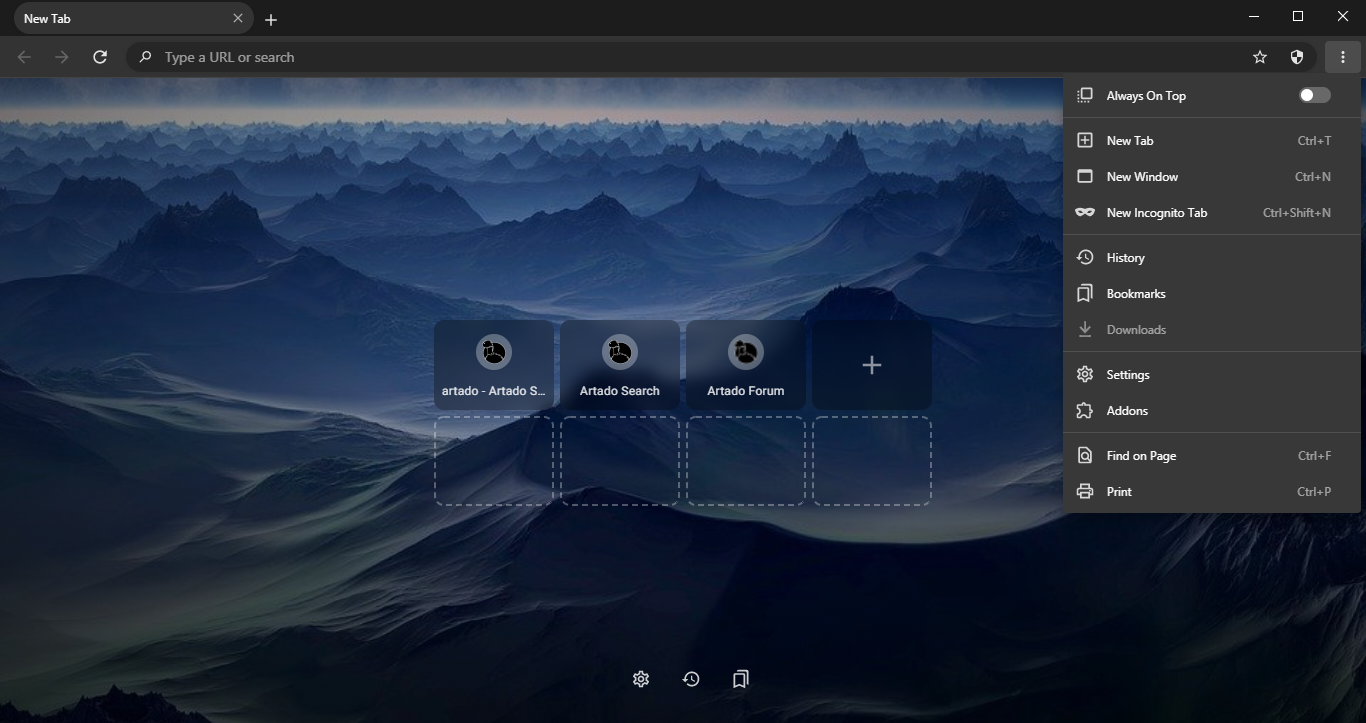 New Tab
Type a URL or search
Always On Top
New Tab Ctrl+T
New Window Ctrl+N
New Incognito Tab Ctrl+Shift+N
History
Bookmarks
Downloads
Settings
Addons
Find on Page Ctrl+F
Print Ctrl+P
artado - Artado S...
Artado Search
Artado Forum